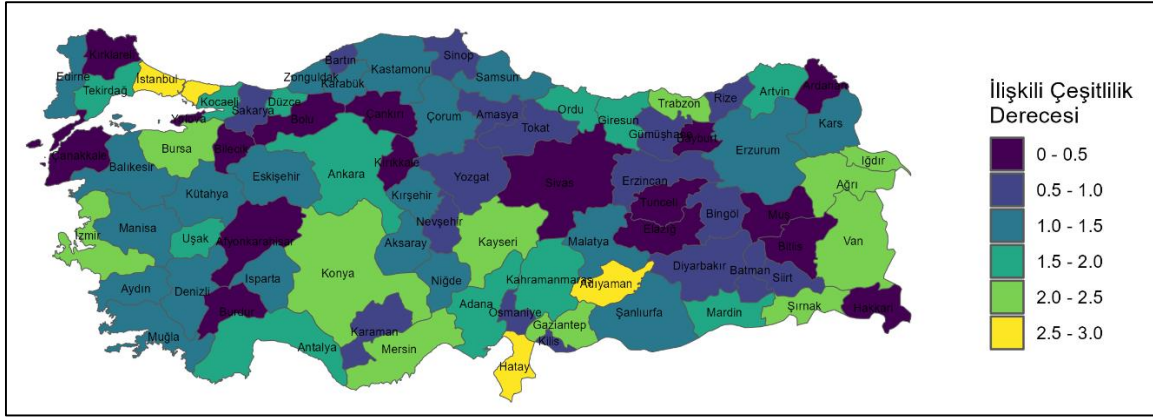 Kırklareli
Edirne
Tekirdağ
İstanbul
Kocaeli
Yalova
Sakarya
Düzce
Zonguldak
Bartın
Karabük
Kastamonu
Sinop
Samsun
Bolu
Çankırı
Çorum
Amasya
Tokat
Ordu
Giresun
Trabzon
Rize
Artvin
Ardahan
Kars
Gümüşhane
Bayburt
Erzurum
Iğdır
Ağrı
Çanakkale
Balıkesir
Bursa
Bilecik
Kütahya
Eskişehir
Ankara
Kırıkkale
Kırşehir
Yozgat
Sivas
Erzincan
Tunceli
Bingöl
Muş
Elazığ
Bitlis
Van
İzmir
Manisa
Uşak
Afyonkarahisar
Konya
Aksaray
Nevşehir
Kayseri
Malatya
Diyarbakır
Batman
Siirt
Aydın
Denizli
Isparta
Burdur
Niğde
Kahramanmaraş
Adıyaman
Şanlıurfa
Mardin
Şırnak
Hakkari
Muğla
Antalya
Karaman
Mersin
Adana
Osmaniye
Gaziantep
Kilis
Hatay
İlişkili Çeşitlilik
Derecesi
0 - 0.5
0.5 - 1.0
1.0 - 1.5
1.5 - 2.0
2.0 - 2.5
2.5 - 3.0